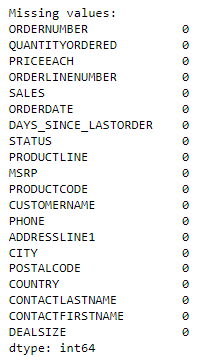 Missing values:
ORDERNUMBER 0
QUANTITYORDERED 0
PRICEEACH 0
ORDERLINENUMBER 0
SALES 0
ORDERDATE 0
DAYS_SINCE_LASTORDER 0
STATUS 0
PRODUCTLINE 0
MSRP 0
PRODUCTCODE 0
CUSTOMERNAME 0
PHONE 0
ADDRESSLINE1 0
CITY 0
POSTALCODE 0
COUNTRY 0
CONTACTLASTNAME 0
CONTACTFIRSTNAME 0
DEALSIZE 0
dtype: int64